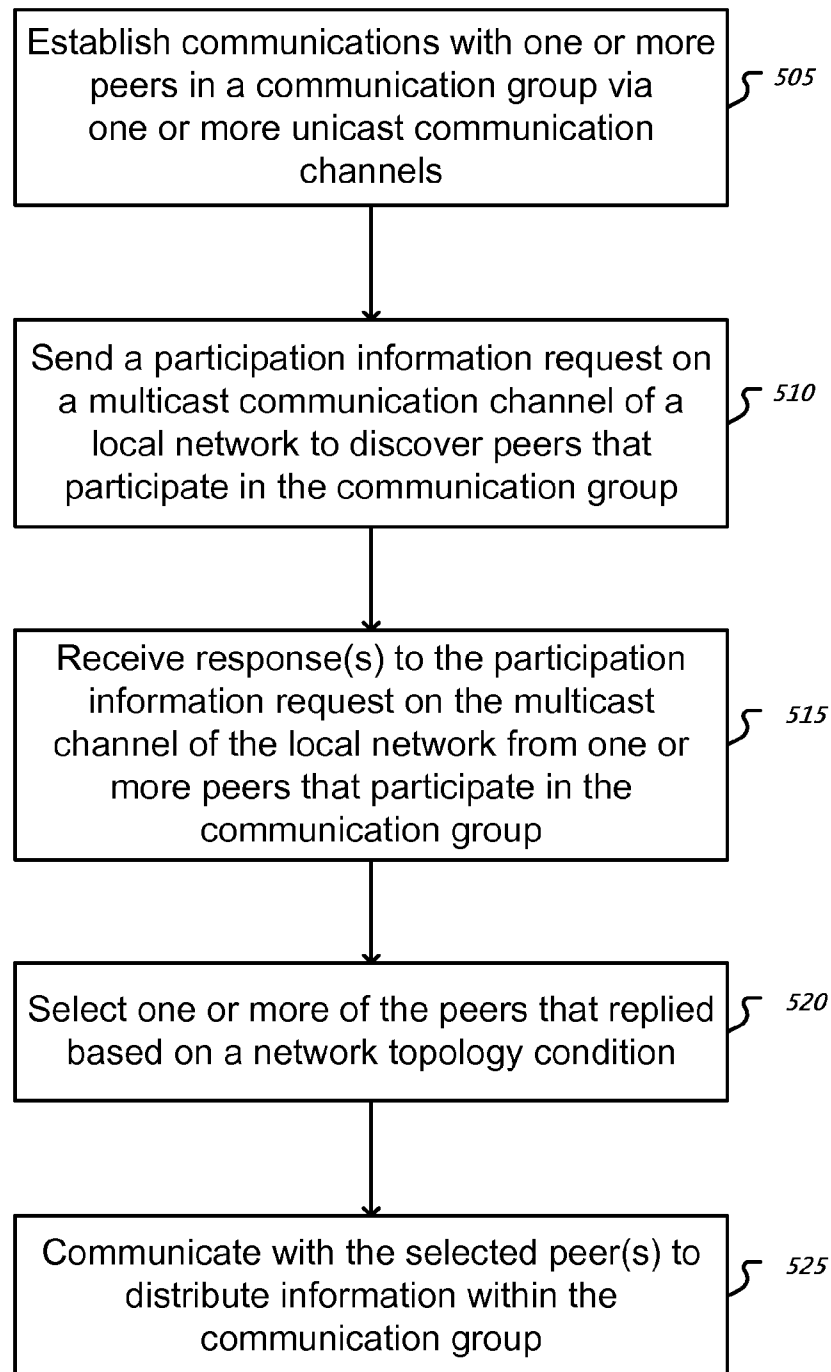 Establish communications with one or more
peers in a communication group via
one or more unicast communication
channels
505
Send a participation information request on
a multicast communication channel of a
local network to discover peers that
participate in the communication group
510
Receive response(s) to the participation
information request on the multicast
channel of the local network from one or
more peers that participate in the
communication group
515
Select one or more of the peers that replied
based on a network topology condition
520
Communicate with the selected peer(s) to
distribute information within the
communication group
525